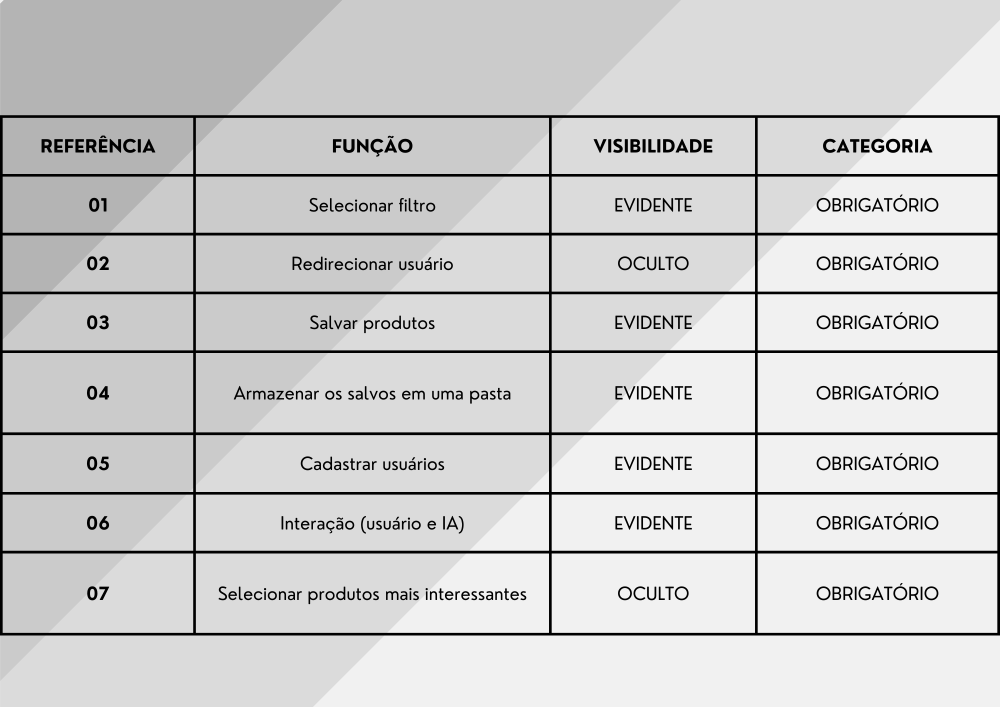 REFERÊNCIA FUNÇÃO VISIBILIDADE CATEGORIA
01 Selecionar filtro EVIDENTE OBRIGATÓRIO
02 Redirecionar usuário OCULTO OBRIGATÓRIO
03 Salvar produtos EVIDENTE OBRIGATÓRIO
04 Armazenar os salvos em uma pasta EVIDENTE OBRIGATÓRIO
05 Cadastrar usuários EVIDENTE OBRIGATÓRIO
06 Interação (usuário e IA) EVIDENTE OBRIGATÓRIO
07 Selecionar produtos mais interessantes OCULTO OBRIGATÓRIO